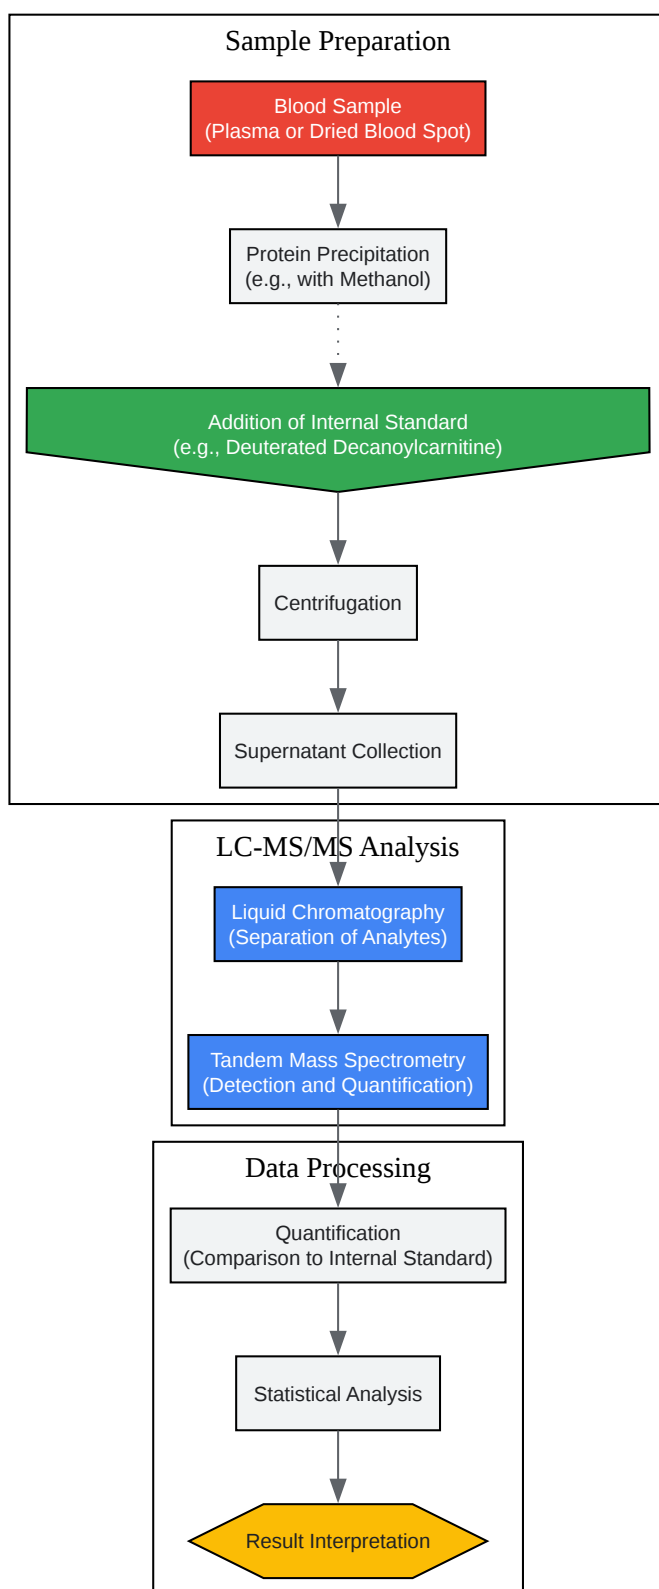 Sample Preparation
Blood Sample
(Plasma or Dried Blood Spot)
Protein Precipitation
(e.g., with Methanol)
Addition of Internal Standard
(e.g., Deuterated Decanoylcarnitine)
Centrifugation
Supernatant Collection
LC-MS/MS Analysis
Liquid Chromatography
(Separation of Analytes)
Tandem Mass Spectrometry
(Detection and Quantification)
Data Processing
Quantification
(Comparison to Internal Standard)
Statistical Analysis
Result Interpretation